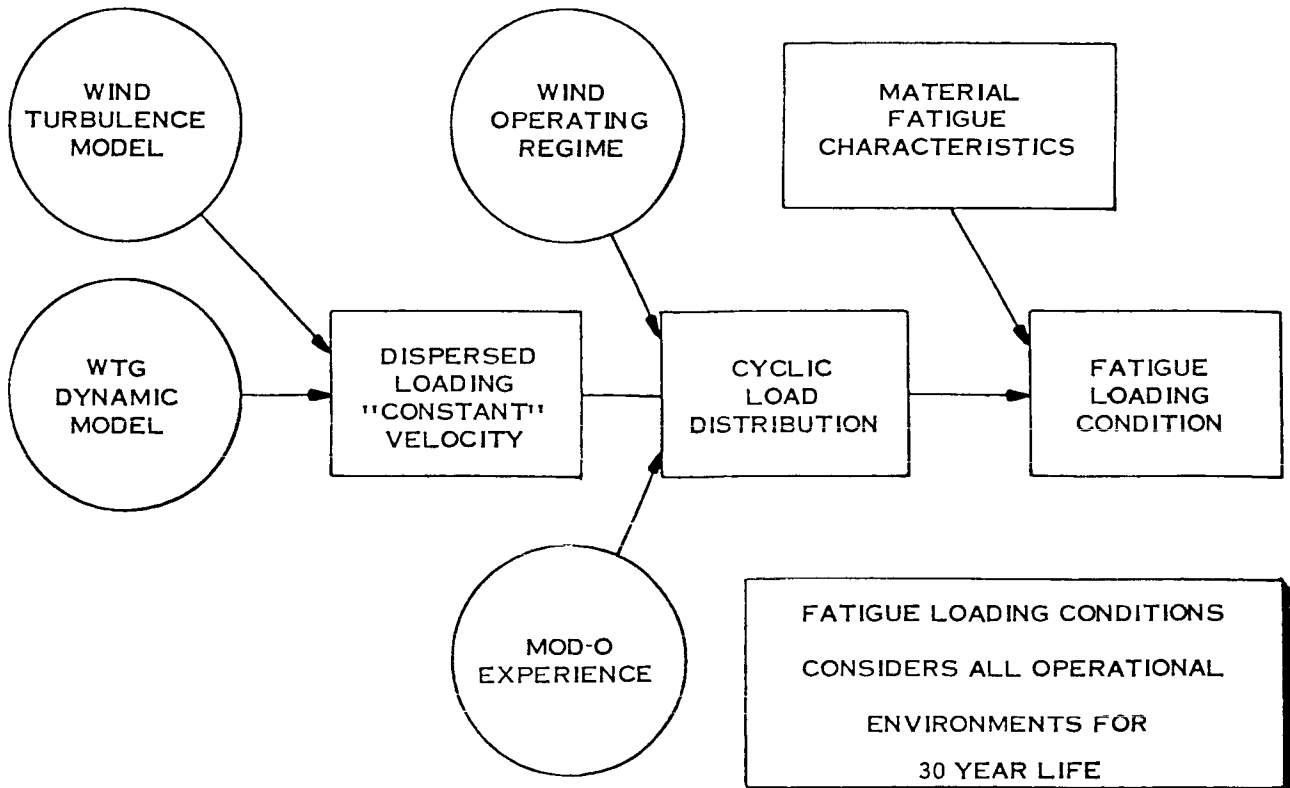 WIND
TURBULENCE
MODEL
WIND
OPERATING
REGIME
MATERIAL
FATIGUE
CHARACTERISTICS
WTG
DYNAMIC
MODEL
DISPERSED
LOADING
"CONSTANT"
VELOCITY
CYCLIC
LOAD
DISTRIBUTION
FATIGUE
LOADING
CONDITION
MOD-O
EXPERIENCE
FATIGUE LOADING CONDITIONS
CONSIDERS ALL OPERATIONAL
ENVIRONMENTS FOR
30 YEAR LIFE